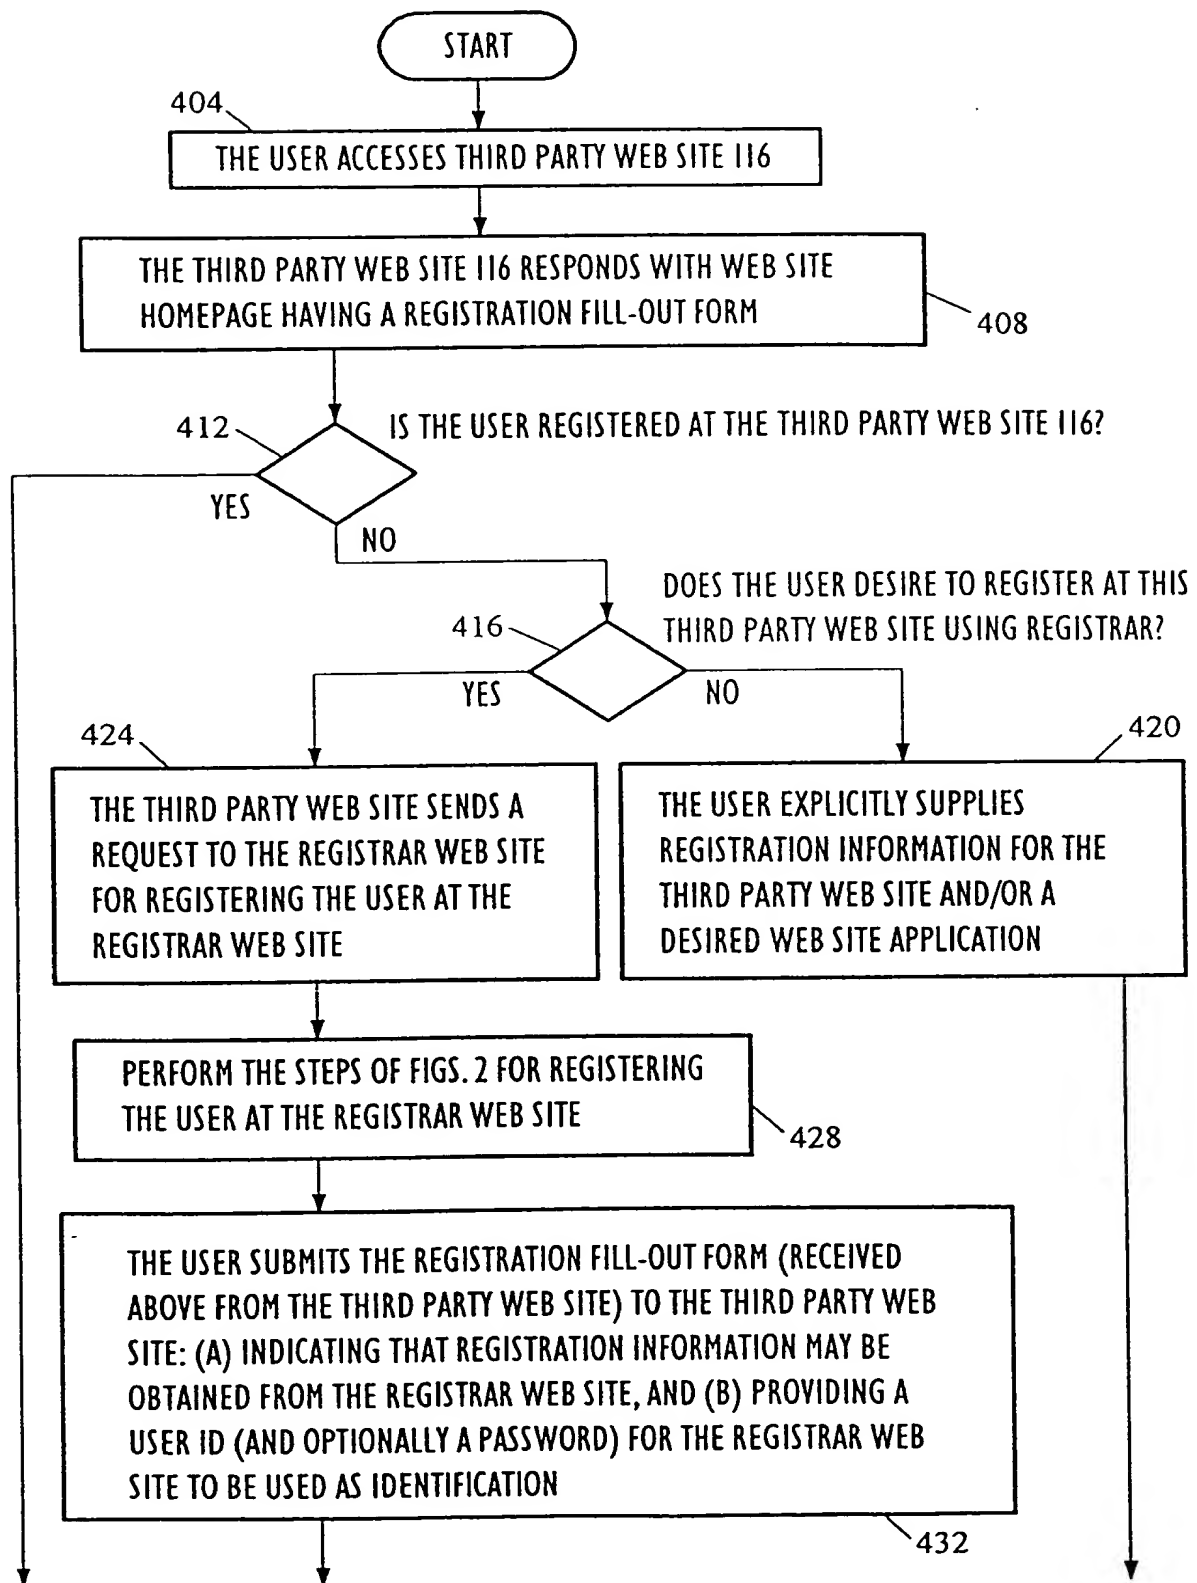 START
404
THE USER ACCESSES THIRD PARTY WEB SITE 116
THE THIRD PARTY WEB SITE 116 RESPONDS WITH WEB SITE
HOMEPAGE HAVING A REGISTRATION FILL-OUT FORM
408
412
IS THE USER REGISTERED AT THE THIRD PARTY WEB SITE 116?
YES
NO
DOES THE USER DESIRE TO REGISTER AT THIS
THIRD PARTY WEB SITE USING REGISTRAR?
416
YES
NO
424
THE THIRD PARTY WEB SITE SENDS A
REQUEST TO THE REGISTRAR WEB SITE
FOR REGISTERING THE USER AT THE
REGISTRAR WEB SITE
420
THE USER EXPLICITLY SUPPLIES
REGISTRATION INFORMATION FOR THE
THIRD PARTY WEB SITE AND/OR A
DESIRED WEB SITE APPLICATION
PERFORM THE STEPS OF FIGS. 2 FOR REGISTERING
THE USER AT THE REGISTRAR WEB SITE
428
THE USER SUBMITS THE REGISTRATION FILL-OUT FORM (RECEIVED
ABOVE FROM THE THIRD PARTY WEB SITE) TO THE THIRD PARTY WEB
SITE: (A) INDICATING THAT REGISTRATION INFORMATION MAY BE
OBTAINED FROM THE REGISTRAR WEB SITE, AND (B) PROVIDING A
USER ID (AND OPTIONALLY A PASSWORD) FOR THE REGISTRAR WEB
SITE TO BE USED AS IDENTIFICATION
432